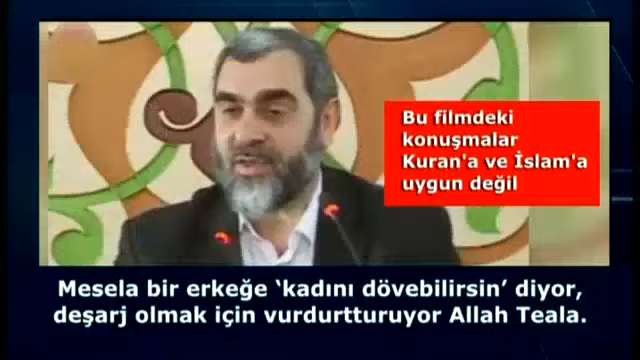 Bu filmdeki
konuşmalar
Kuran'a ve İslam'a
uygun değil
Mesela bir erkeğe ‘kadını dövebilirsin’ diyor,
deşarj olmak için vurdurtturuyor Allah Teala.